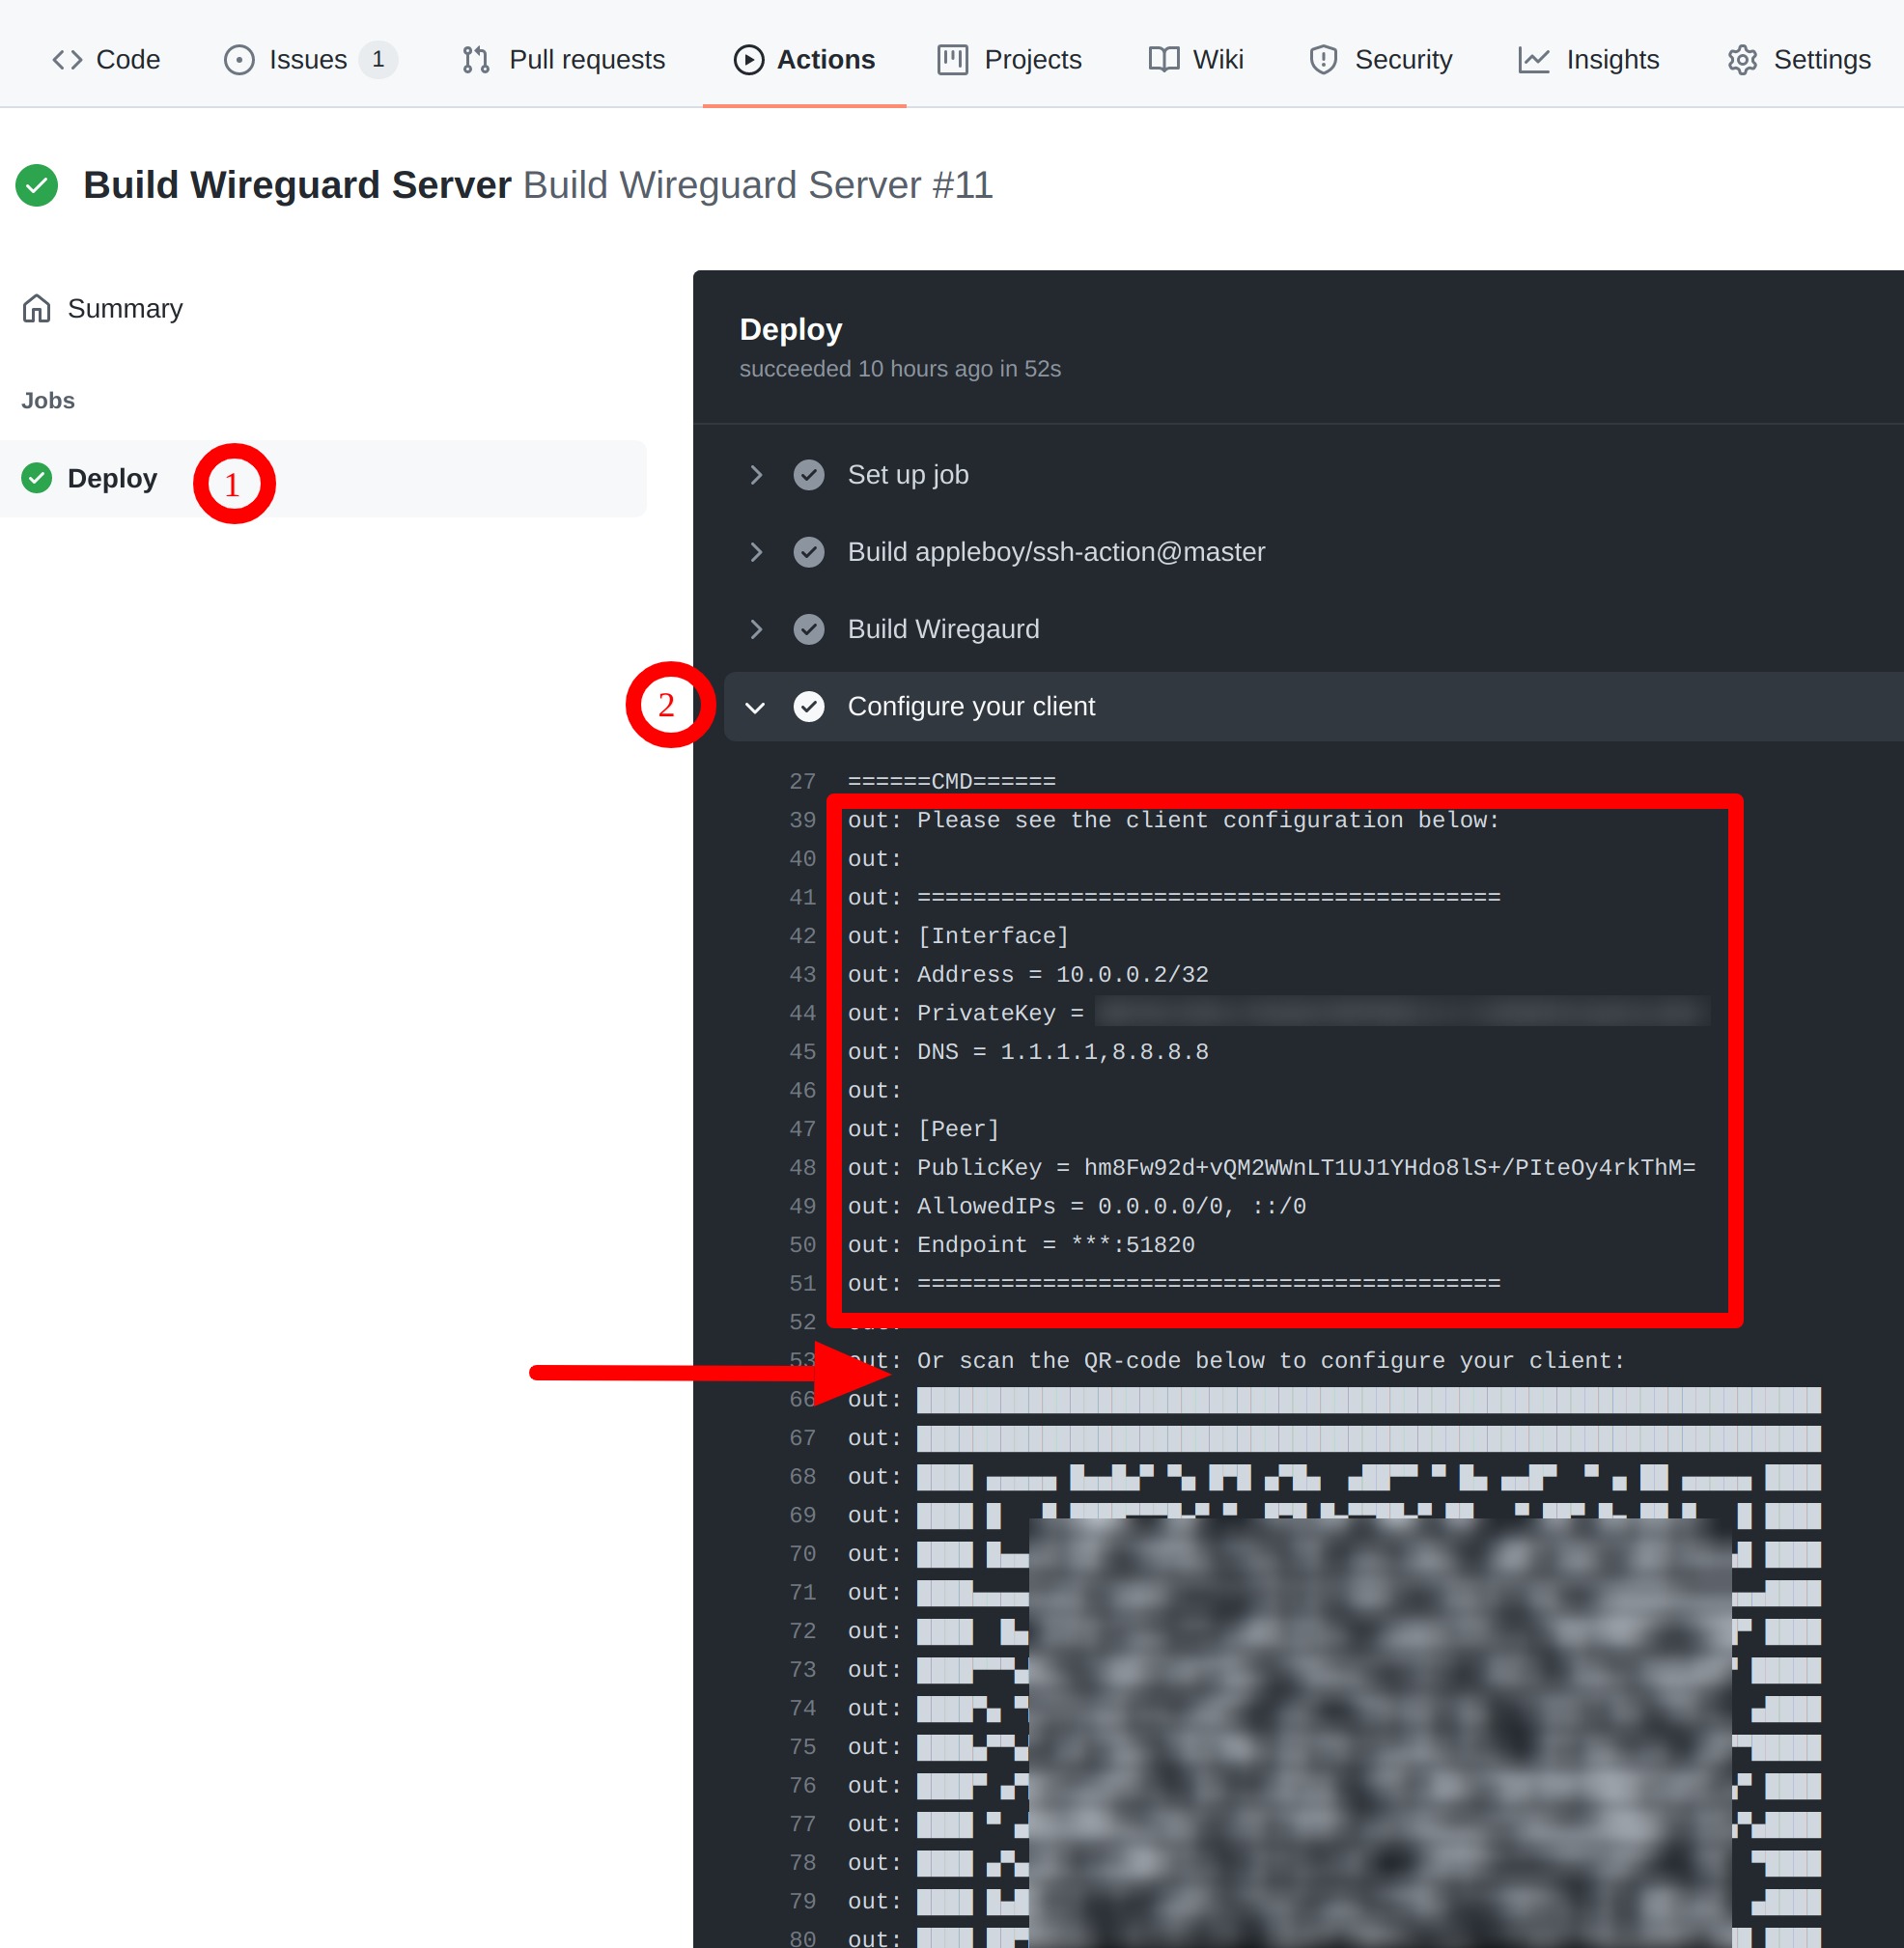 Code Issues 1 Pull requests Actions Projects Wiki Security Insights Settings
Build Wireguard Server Build Wireguard Server #11
Summary
Jobs
Deploy 1
Deploy
succeeded 10 hours ago in 52s
Set up job
Build appleboy/ssh-action@master
Build Wiregaurd
2 Configure your client
27 ======CMD======
39 out: Please see the client configuration below:
40 out:
41 out: ==========================================
42 out: [Interface]
43 out: Address = 10.0.0.2/32
44 out: PrivateKey =
45 out: DNS = 1.1.1.1,8.8.8.8
46 out:
47 out: [Peer]
48 out: PublicKey = hm8Fw92d+vQM2WWnLT1UJ1YHdo8lS+/PIteOy4rkThM=
49 out: AllowedIPs = 0.0.0.0/0, ::/0
50 out: Endpoint = ***:51820
51 out: ==========================================
52 out:
53 out: Or scan the QR-code below to configure your client:
66 out:
67 out:
68 out:
69 out:
70 out:
71 out:
72 out:
73 out:
74 out:
75 out:
76 out:
77 out:
78 out:
79 out:
80 out: